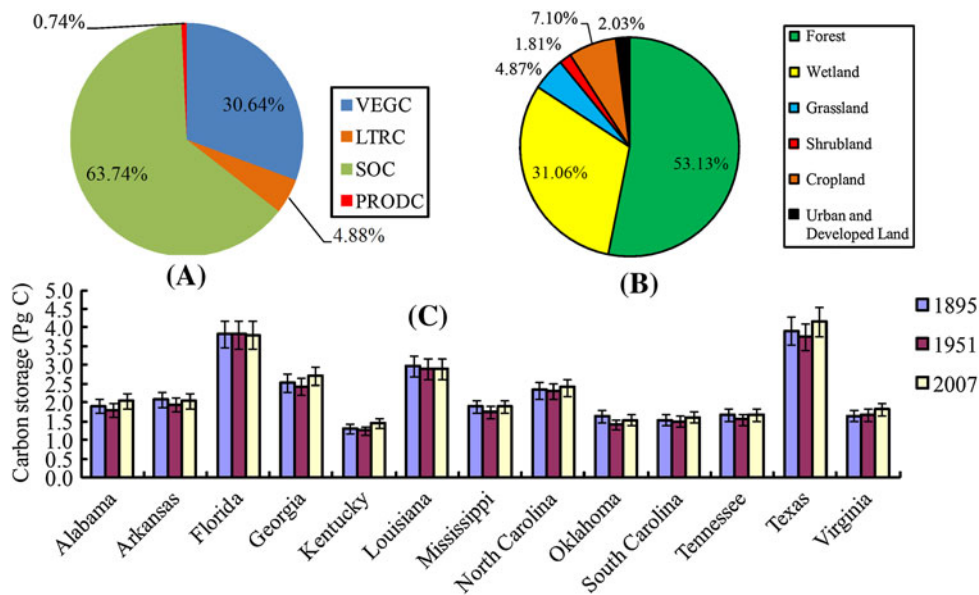 0.74%
30.64%
63.74%
4.88%
VEGC
LTRC
SOC
PRODC
(A)
7.10%
2.03%
1.81%
4.87%
31.06%
53.13%
Forest
Wetland
Grassland
Shrubland
Cropland
Urban and
Developed Land
(B)
(C)
Carbon storage (Pg C)
5.0
4.5
4.0
3.5
3.0
2.5
2.0
1.5
1.0
0.5
0.0
Alabama
Arkansas
Florida
Georgia
Kentucky
Louisiana
Mississippi
North Carolina
Oklahoma
South Carolina
Tennessee
Texas
Virginia
1895
1951
2007